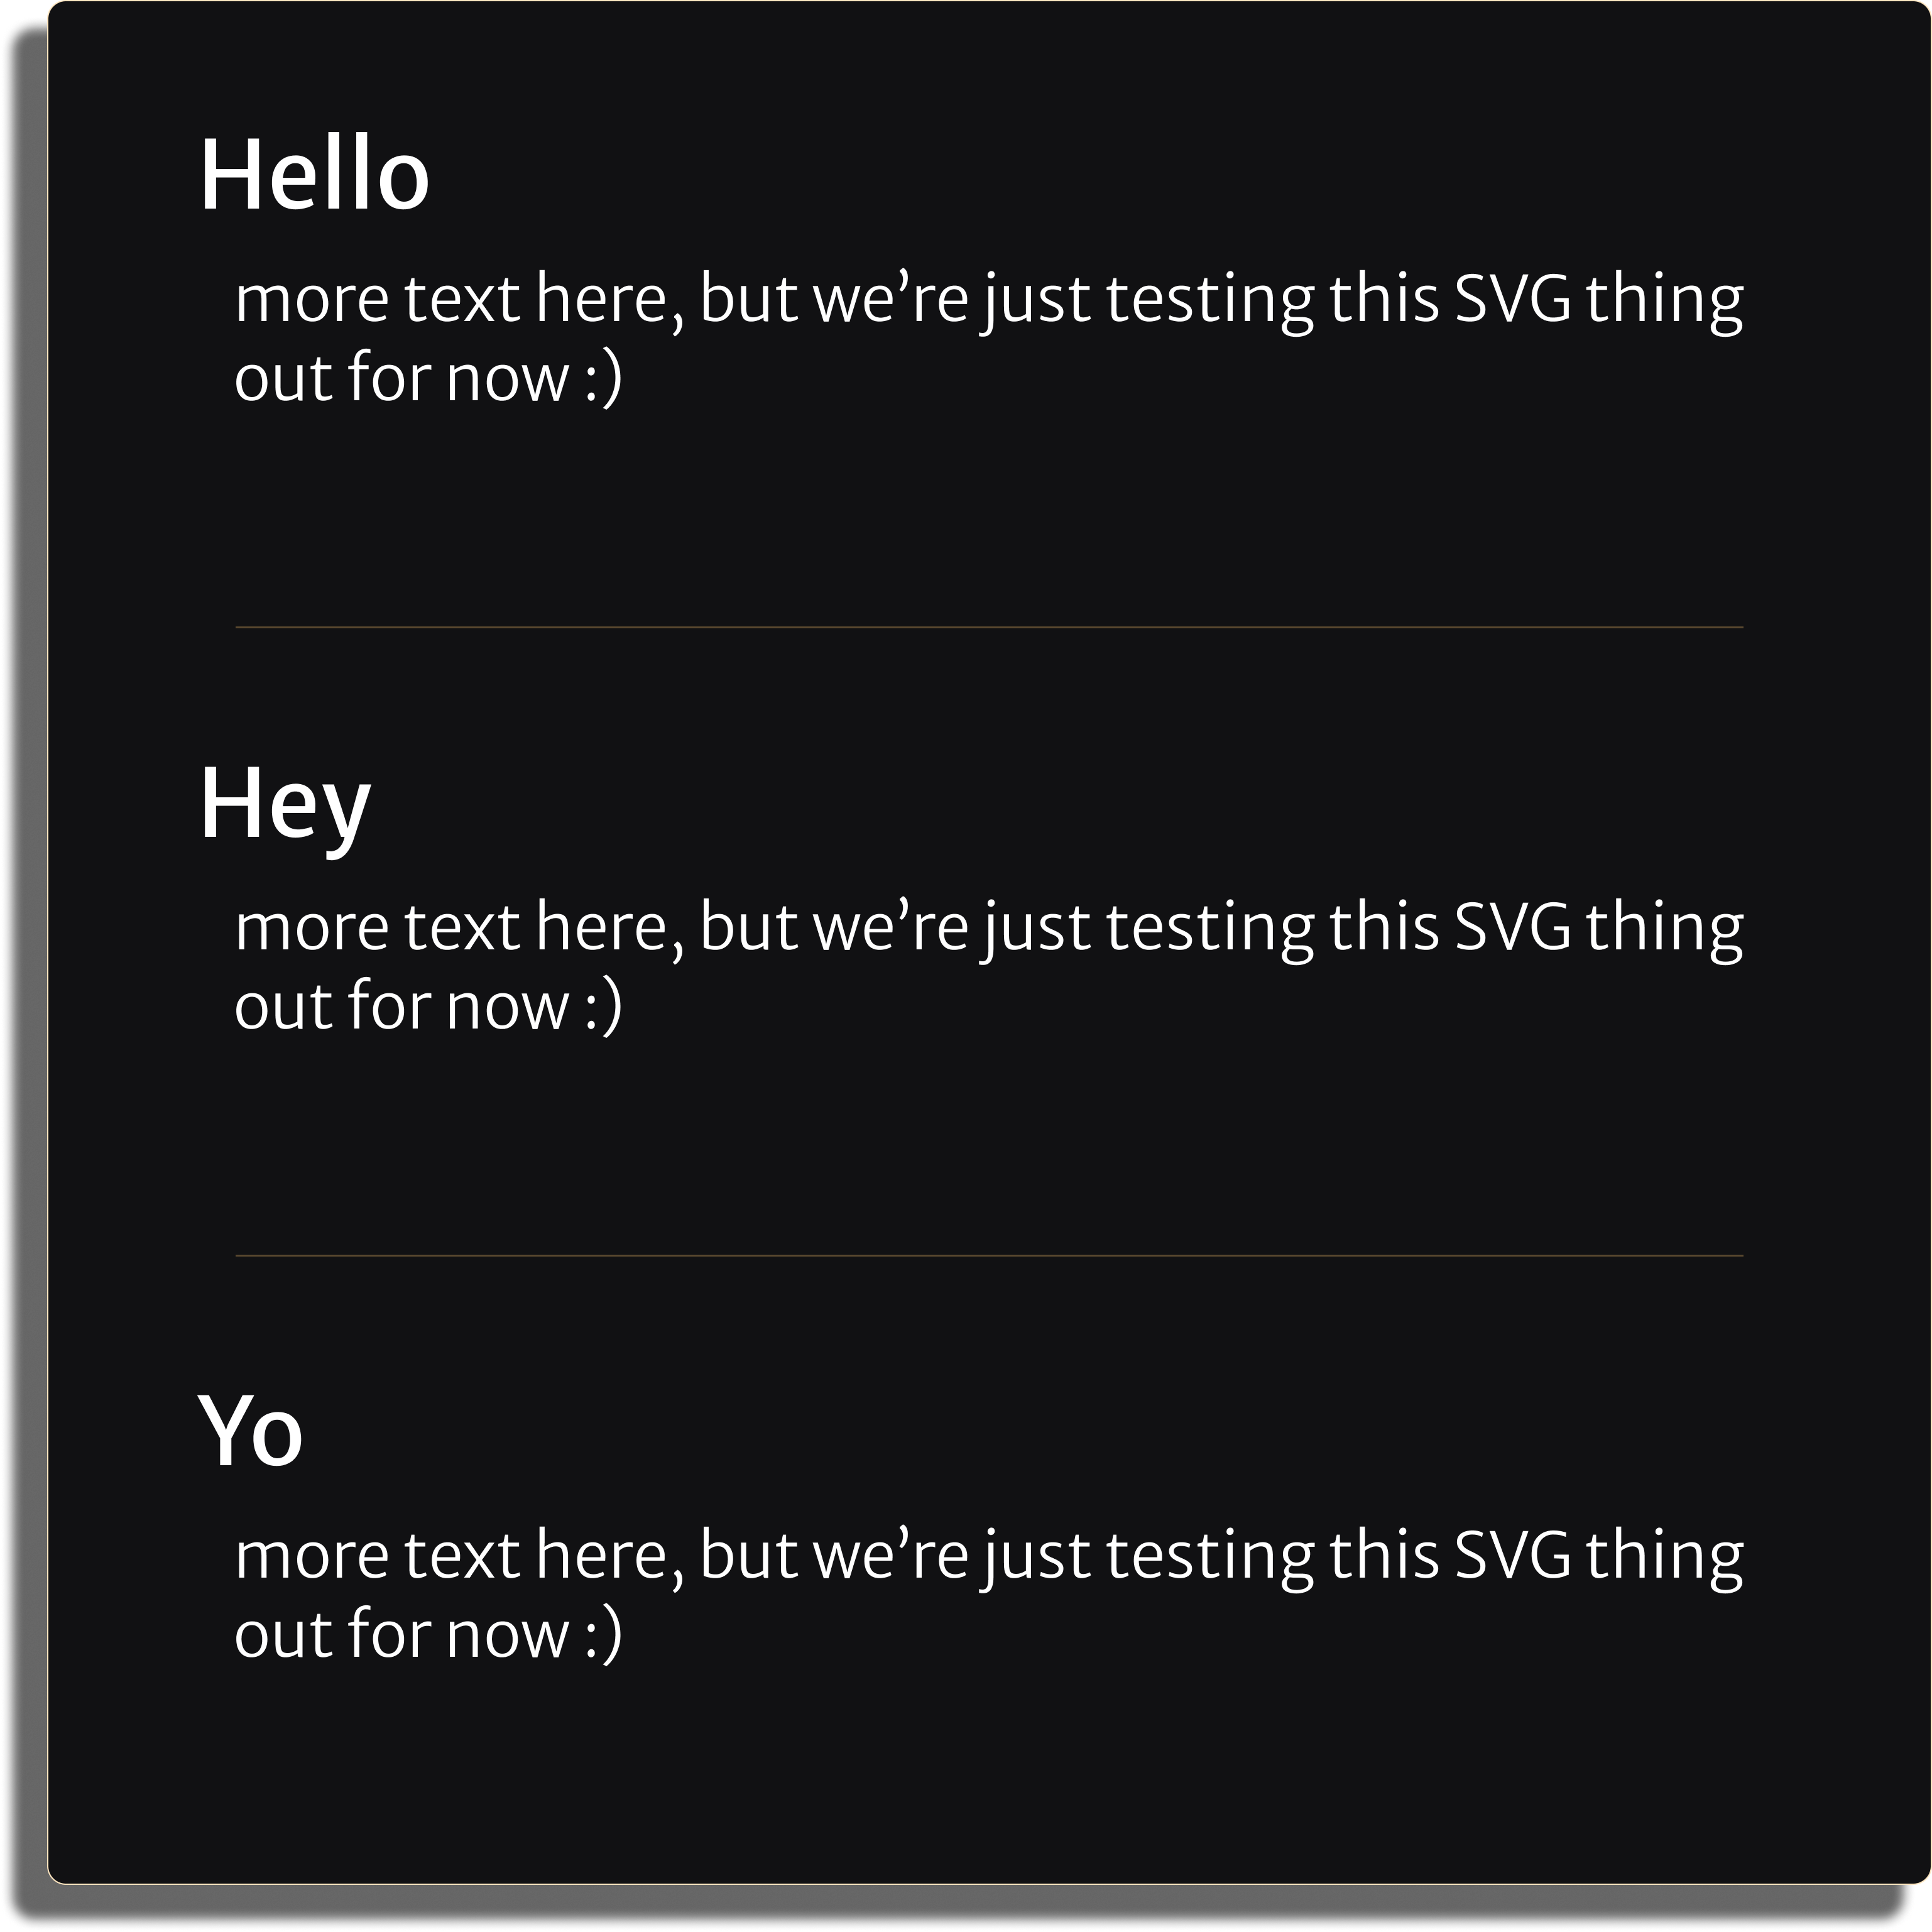 Hello
more text here, but we’re just testing this SVG thing
out for now :)
Hey
more text here, but we’re just testing this SVG thing
out for now :)
Yo
more text here, but we’re just testing this SVG thing
out for now :)